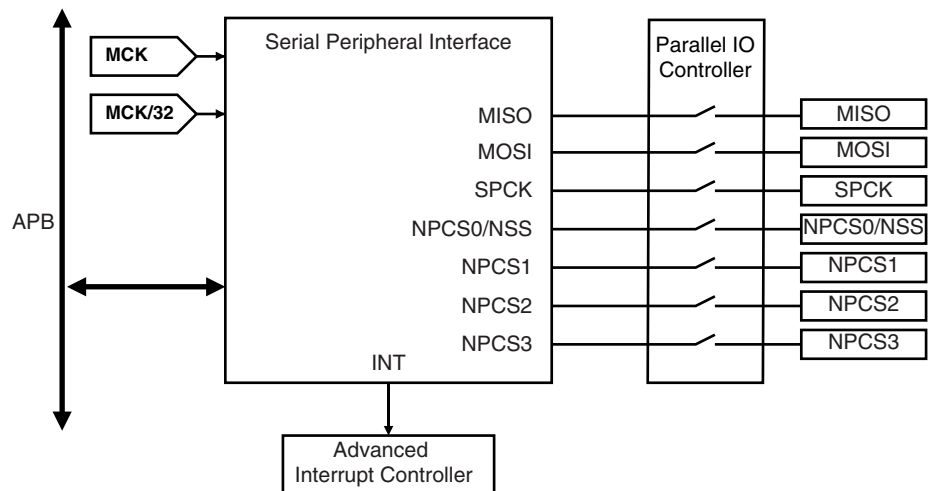 Serial Peripheral Interface
Parallel IO
Controller
MCK
MCK/32
APB
MISO
MOSI
SPCK
NPCS0/NSS
NPCS1
NPCS2
NPCS3
INT
MISO
MOSI
SPCK
NPCS0/NSS
NPCS1
NPCS2
NPCS3
Advanced
Interrupt Controller